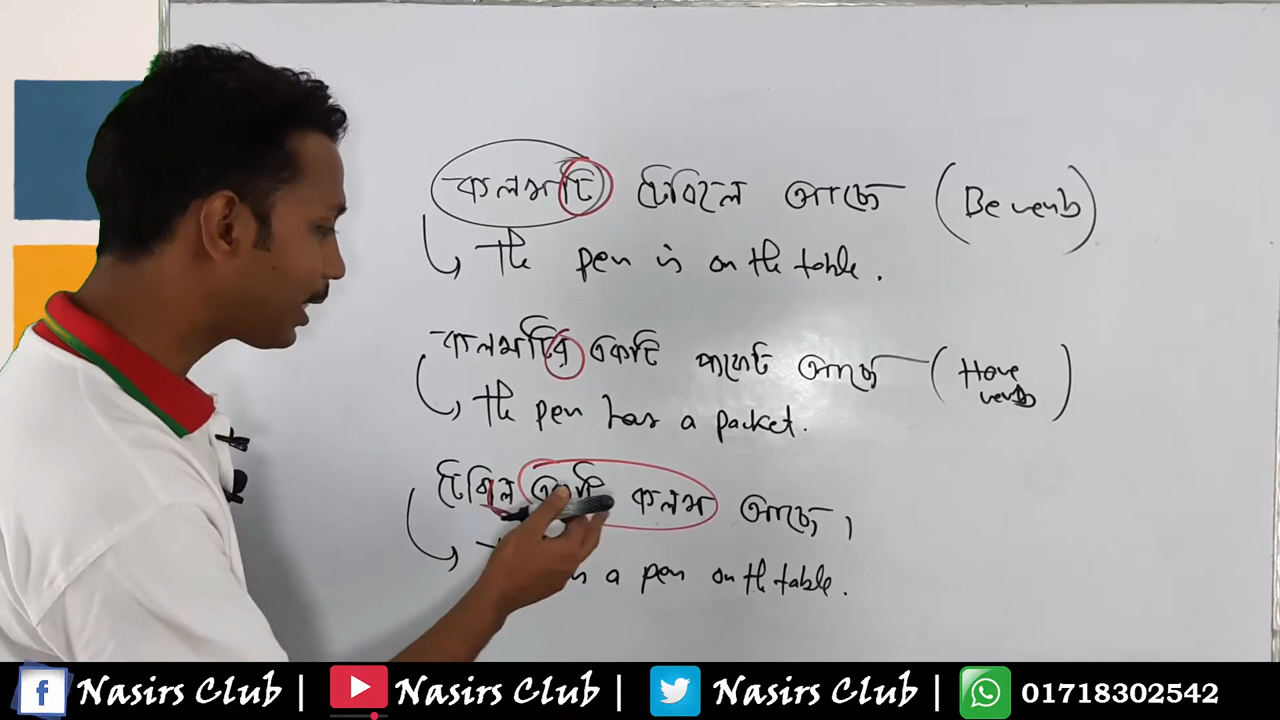 কলমটি টেবিলে আছে (Be verb)
The pen is on the table.
কলমটির একটি পকেট আছে (Have verb)
The pen has a packet.
একটি কলম আছে।
a pen on the table.
Nasirs Club | Nasirs Club | Nasirs Club | 01718302542